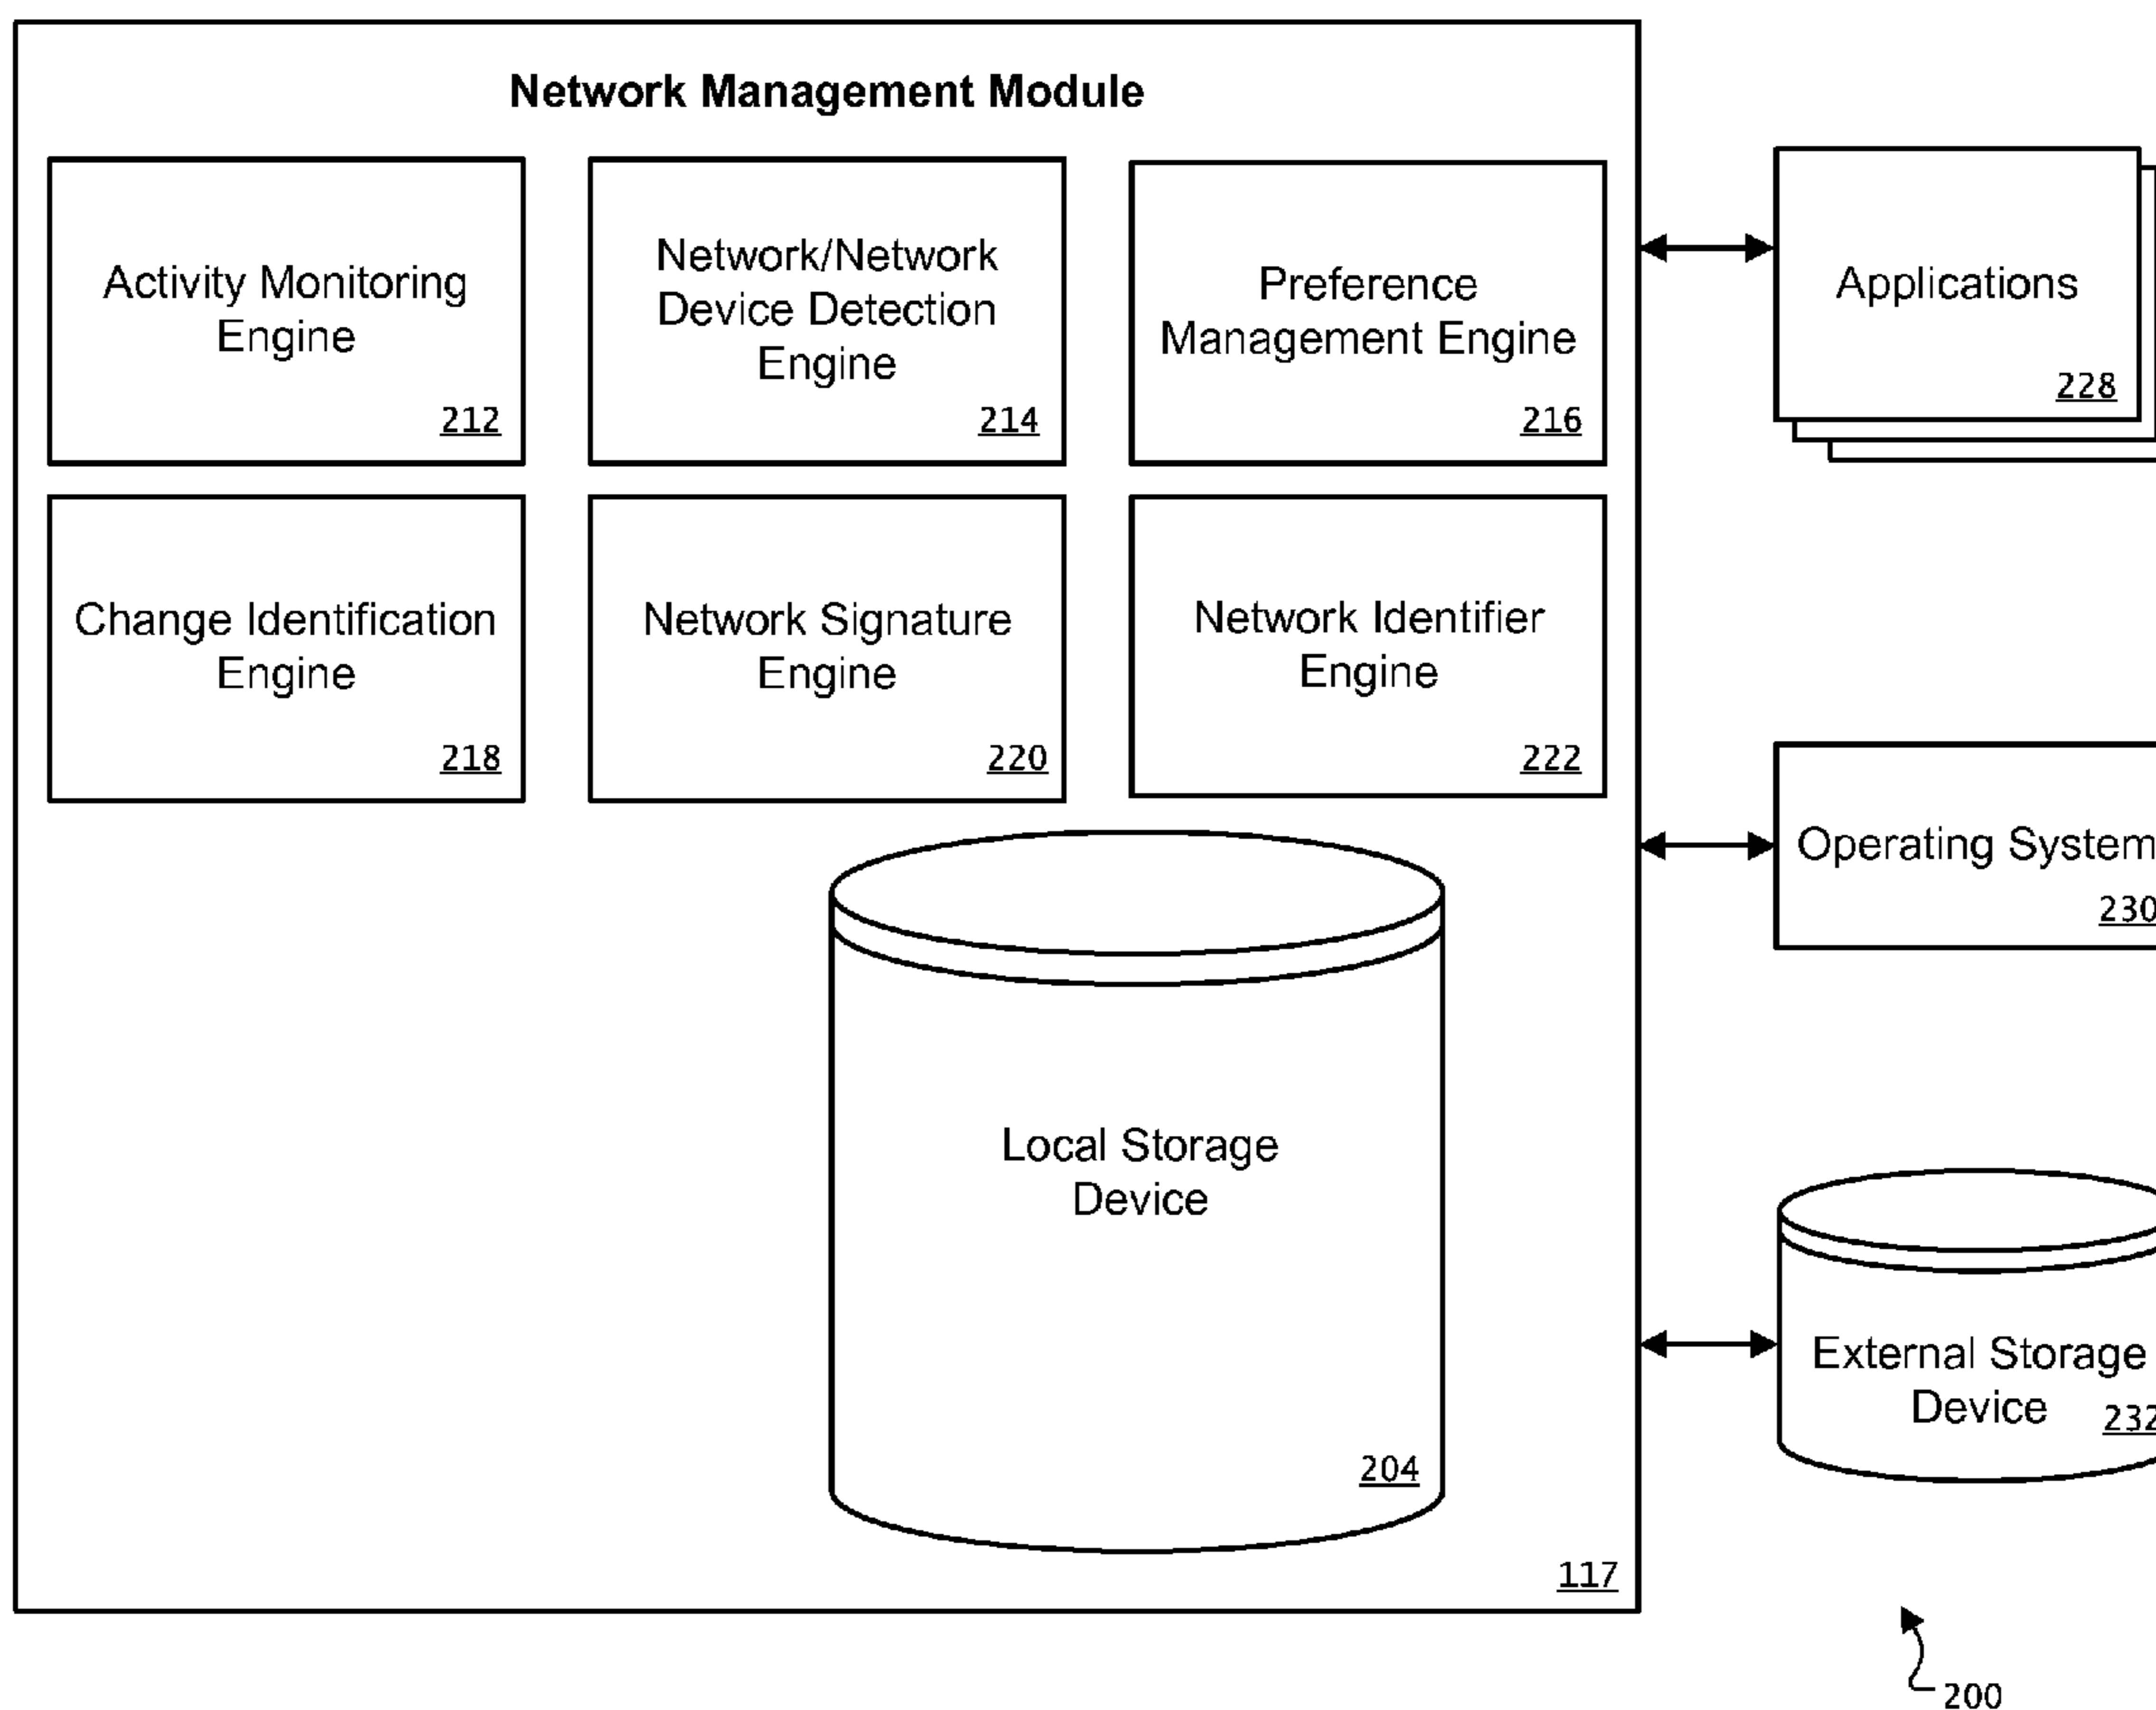 Network Management Module
Activity Monitoring
Engine
212
Network/Network
Device Detection
Engine
214
Preference
Management Engine
216
Applications
228
Change Identification
Engine
218
Network Signature
Engine
220
Network Identifier
Engine
222
Operating System
230
Local Storage
Device
204
External Storage
Device
232
117
200